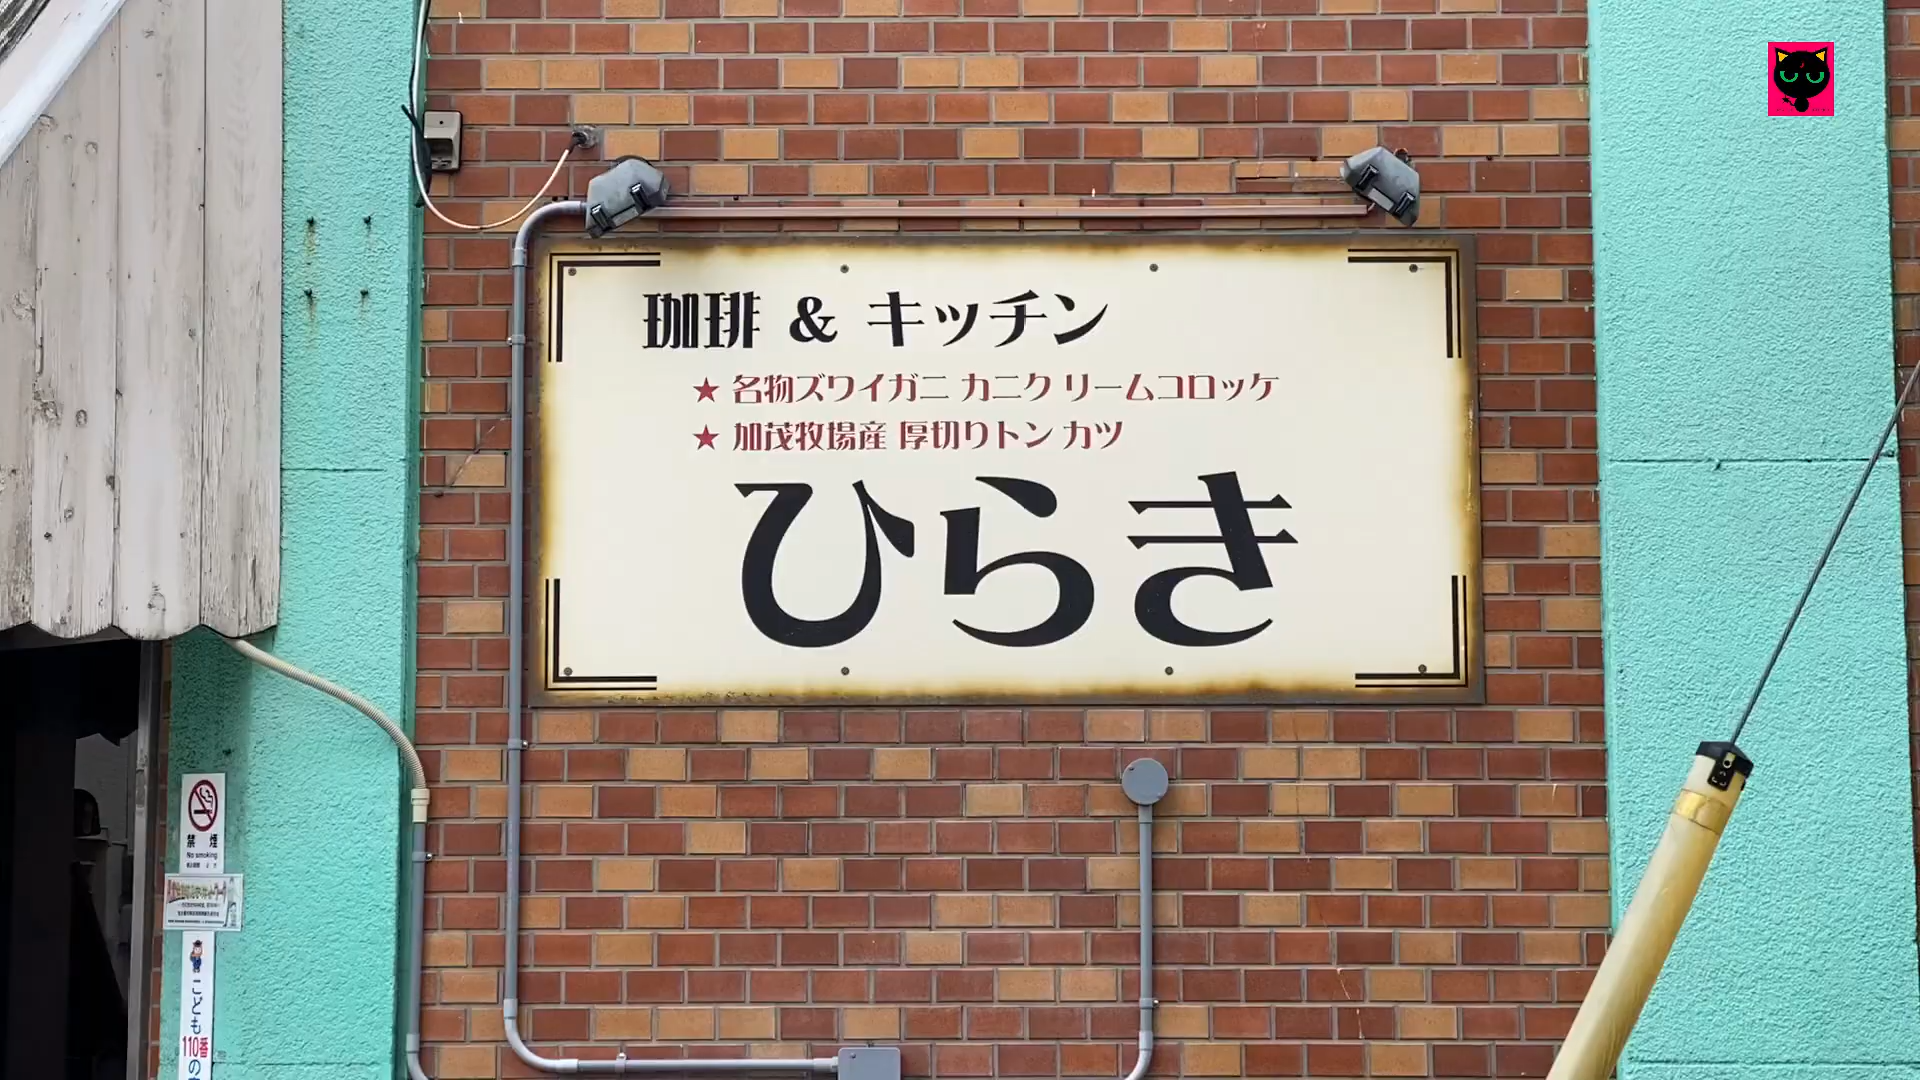 珈琲 & キッチン
★ 名物ズワイガニ カニクリームコロッケ
★ 加茂牧場産 厚切りトンカツ
ひらき
禁煙
No smoking
こども
110番
の